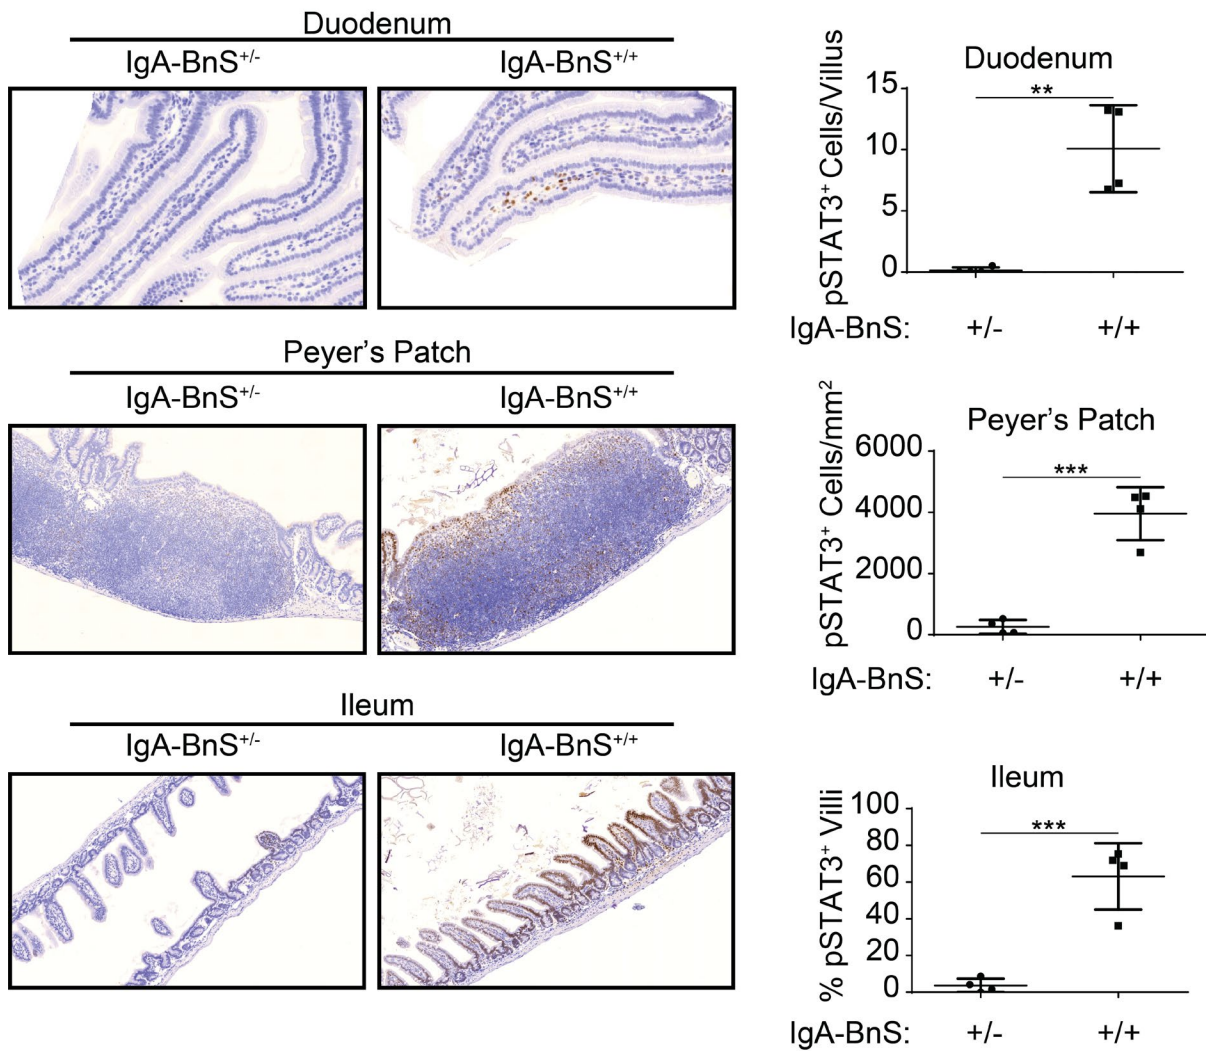 Duodenum
IgA-BnS+/-
IgA-BnS+/+
Duodenum
pSTAT3+ Cells/Villus
15
10
5
0
**
IgA-BnS: +/- +/+
Peyer’s Patch
IgA-BnS+/-
IgA-BnS+/+
Peyer’s Patch
pSTAT3+ Cells/mm2
6000
4000
2000
0
***
IgA-BnS: +/- +/+
Ileum
IgA-BnS+/-
IgA-BnS+/+
Ileum
% pSTAT3+ Villi
100
80
60
40
20
0
***
IgA-BnS: +/- +/+